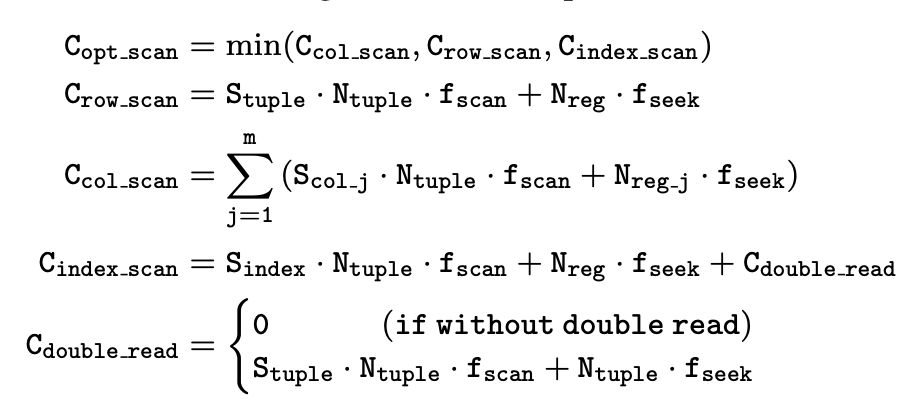 C_opt_scan = min(C_col_scan, C_row_scan, C_index_scan)
C_row_scan = S_tuple · N_tuple · f_scan + N_reg · f_seek
C_col_scan = ∑_{j=1}^{m} (S_col_j · N_tuple · f_scan + N_reg_j · f_seek)
C_index_scan = S_index · N_tuple · f_scan + N_reg · f_seek + C_double_read
C_double_read = { 0 (if without double read)
S_tuple · N_tuple · f_scan + N_tuple · f_seek